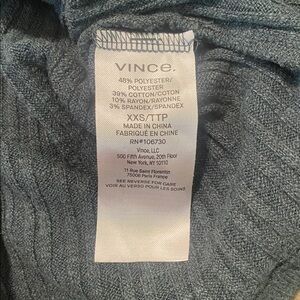 VINCE.
48% POLYESTER/
POLYESTER
39% COTTON/COTON
10% RAYON/RAYONNE
3% SPANDEX/SPANDEX
XXS/TTP
MADE IN CHINA
FABRIQUÉ EN CHINE
RN#106730
Vince, LLC
500 Fifth Avenue, 20th Floor
New York, NY 10110
11 Rue Saint Florentin
75008 Paris France
SEE REVERSE FOR CARE
VOIR AU VERSO POUR LES SOINS